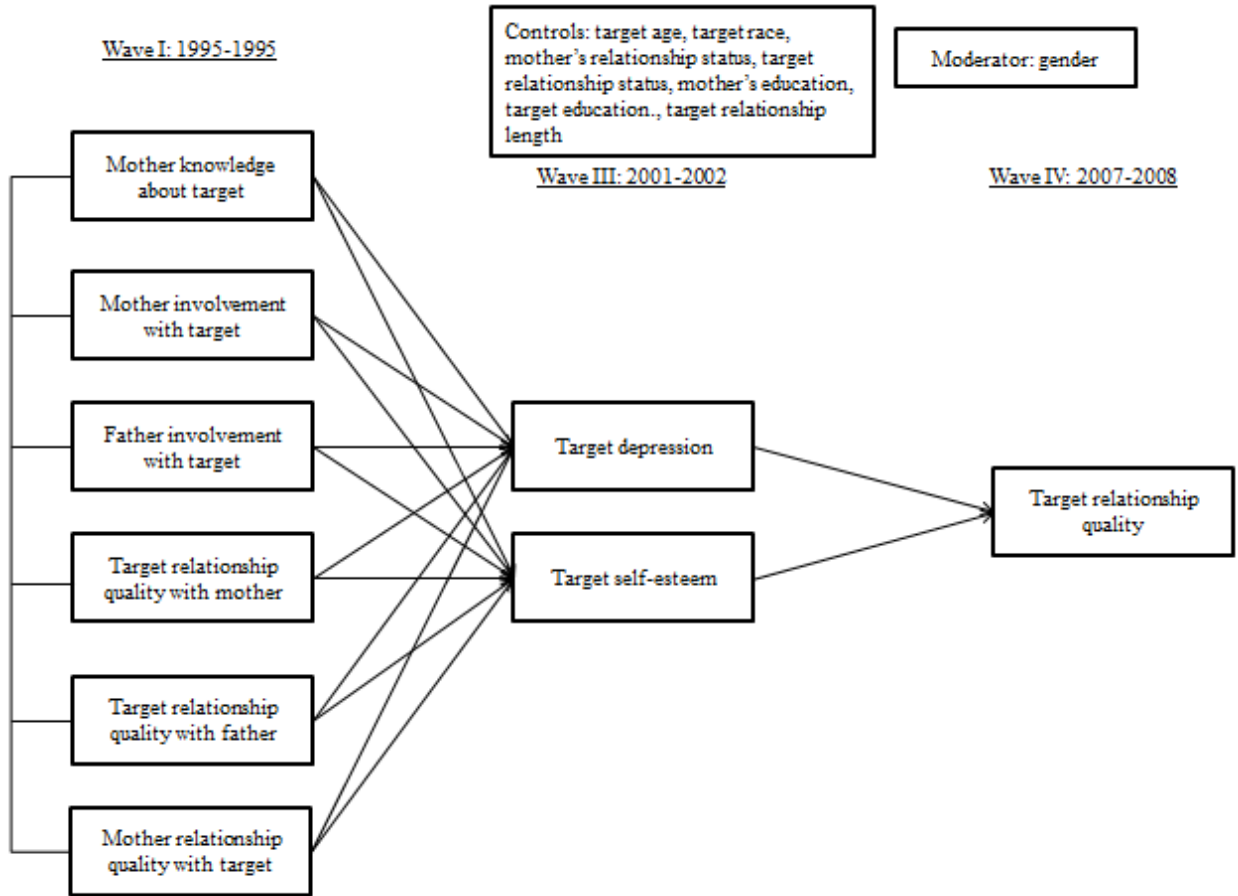 Wave I: 1995-1995
Controls: target age, target race,
mother's relationship status, target
relationship status, mother's education,
target education., target relationship
length
Moderator: gender
Wave III: 2001-2002
Wave IV: 2007-2008
Mother knowledge
about target
Mother involvement
with target
Father involvement
with target
Target relationship
quality with mother
Target relationship
quality with father
Mother relationship
quality with target
Target depression
Target self-esteem
Target relationship
quality